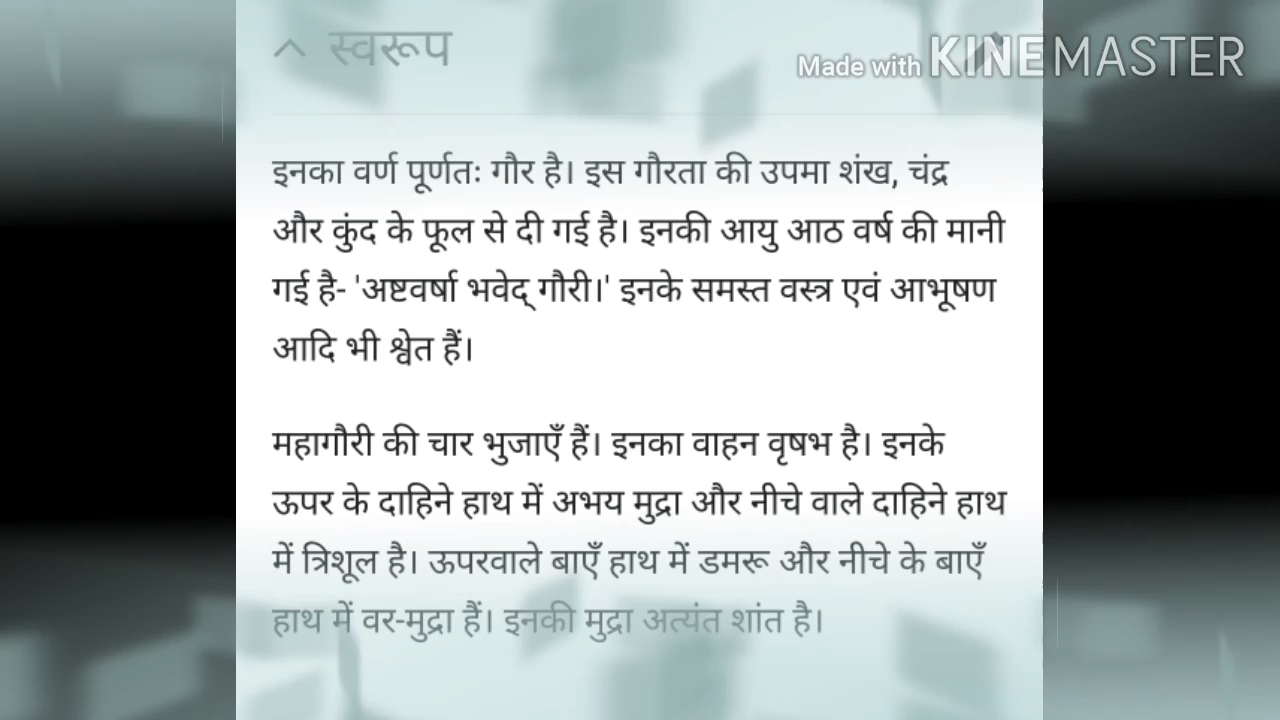 स्वरूप
Made with KINEMASTER
इनका वर्ण पूर्णतः गौर है। इस गौरता की उपमा शंख, चंद्र
और कुंद के फूल से दी गई है। इनकी आयु आठ वर्ष की मानी
गई है- 'अष्टवर्षा भवेद् गौरी।' इनके समस्त वस्त्र एवं आभूषण
आदि भी श्वेत हैं।
महागौरी की चार भुजाएँ हैं। इनका वाहन वृषभ है। इनके
ऊपर के दाहिने हाथ में अभय मुद्रा और नीचे वाले दाहिने हाथ
में त्रिशूल है। ऊपरवाले बाएँ हाथ में डमरू और नीचे के बाएँ
हाथ में वर-मुद्रा हैं। इनकी मुद्रा अत्यंत शांत है।